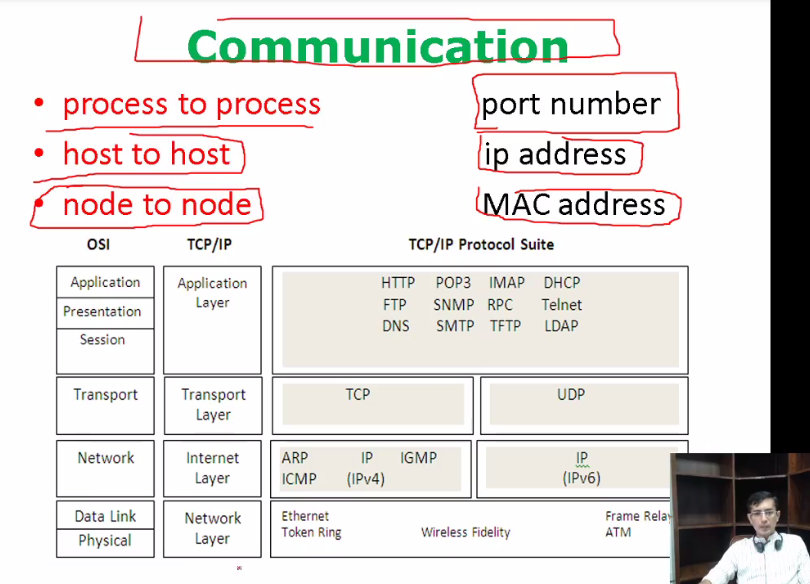 Communication
• process to process port number
• host to host ip address
• node to node MAC address
OSI TCP/IP TCP/IP Protocol Suite
Application
Presentation
Session
Application
Layer
HTTP POP3 IMAP DHCP
FTP SNMP RPC Telnet
DNS SMTP TFTP LDAP
Transport
Transport
Layer
TCP
UDP
Network
Internet
Layer
ARP IP IGMP
ICMP (IPv4)
IP
(IPv6)
Data Link
Physical
Network
Layer
Ethernet
Token Ring
Wireless Fidelity
Frame Relay
ATM